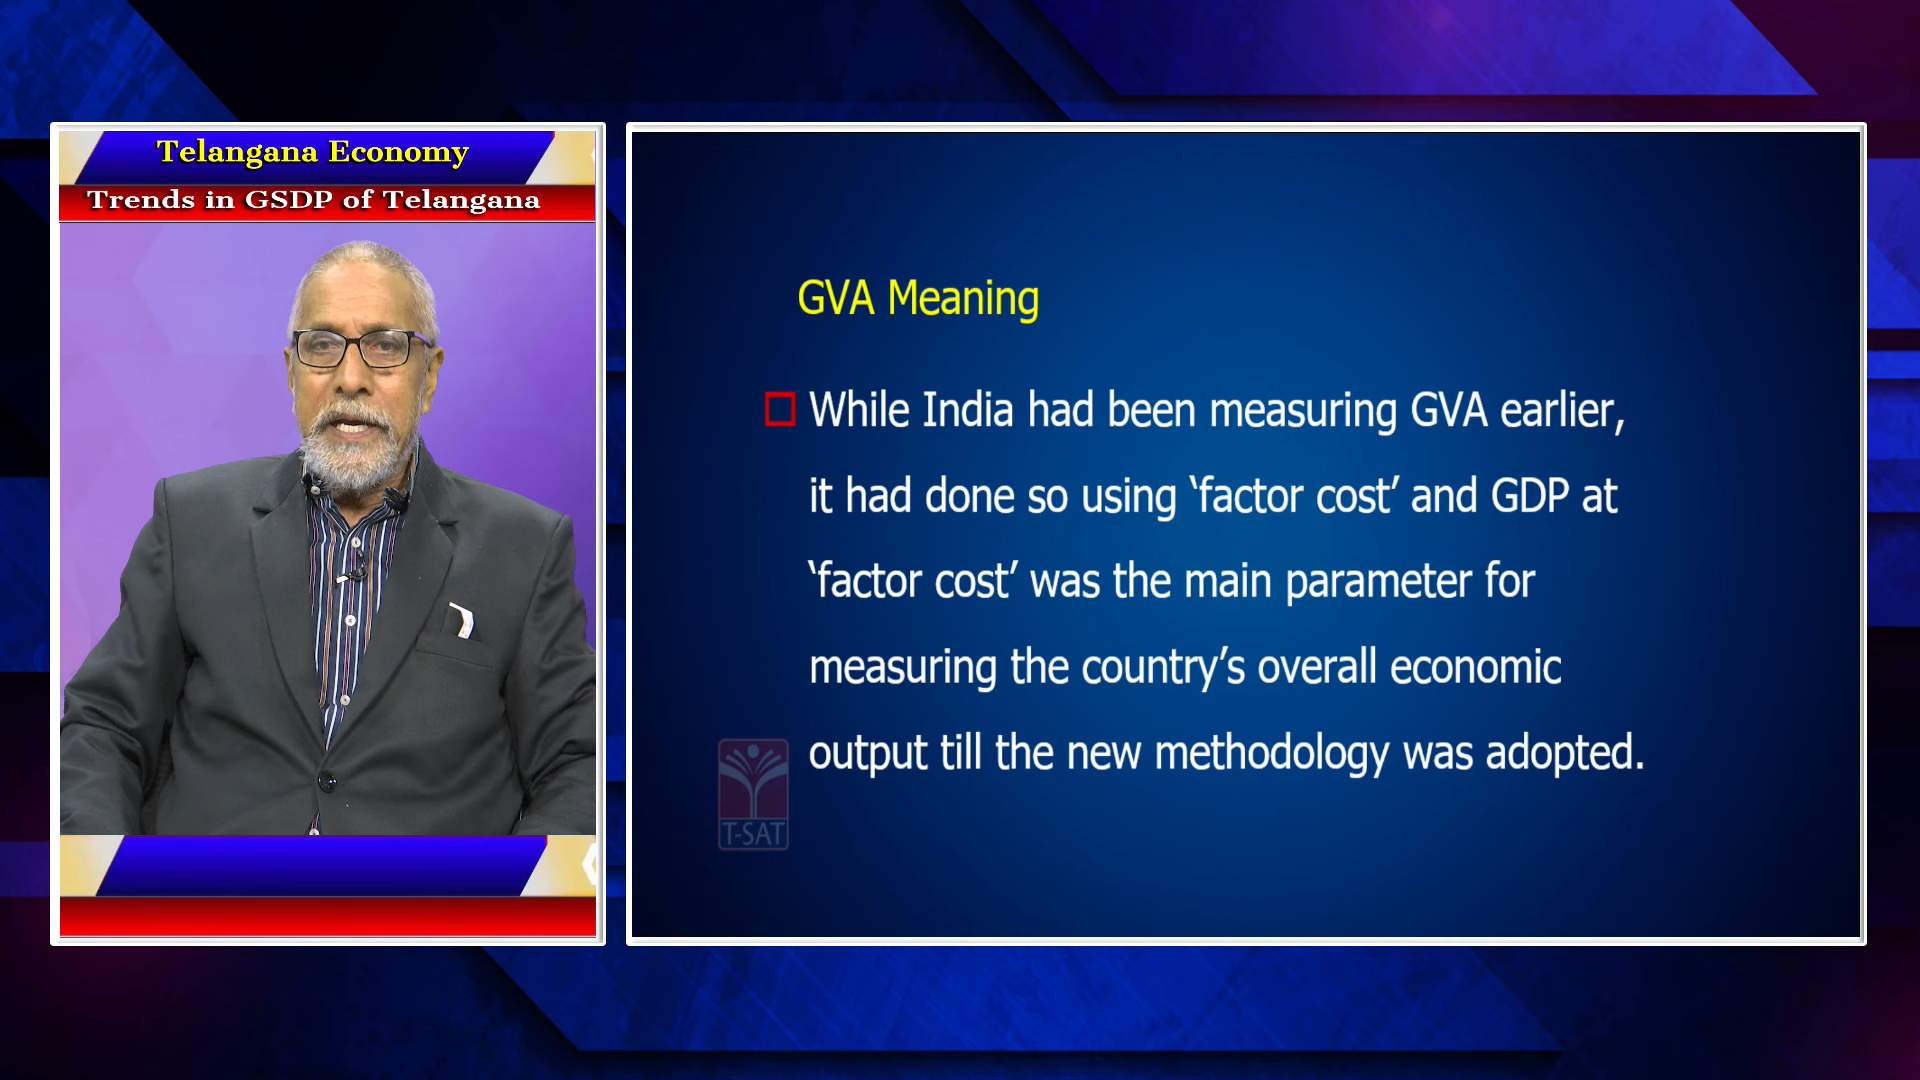 Telangana Economy
Trends in GSDP of Telangana
GVA Meaning
While India had been measuring GVA earlier,
it had done so using ‘factor cost’ and GDP at
‘factor cost’ was the main parameter for
measuring the country’s overall economic
output till the new methodology was adopted.
T-SAT